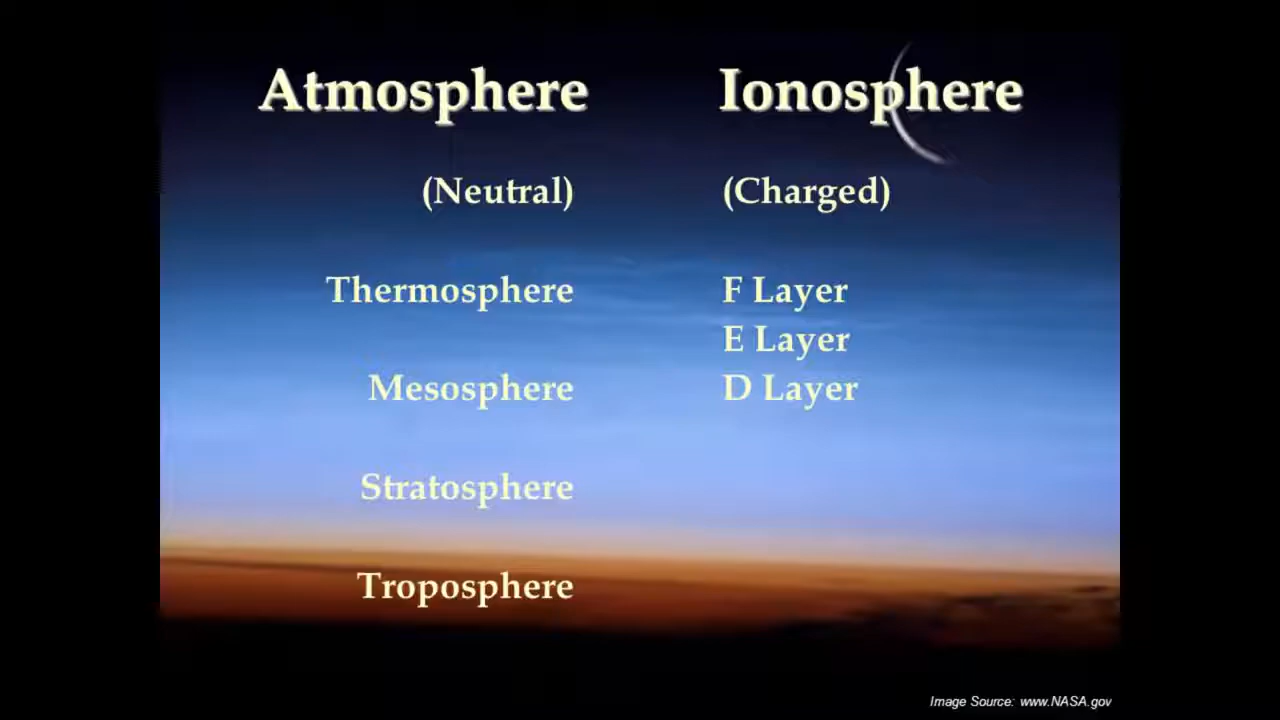 Atmosphere
(Neutral)
Thermosphere
Mesosphere
Stratosphere
Troposphere
Ionosphere
(Charged)
F Layer
E Layer
D Layer
Image Source: www.NASA.gov